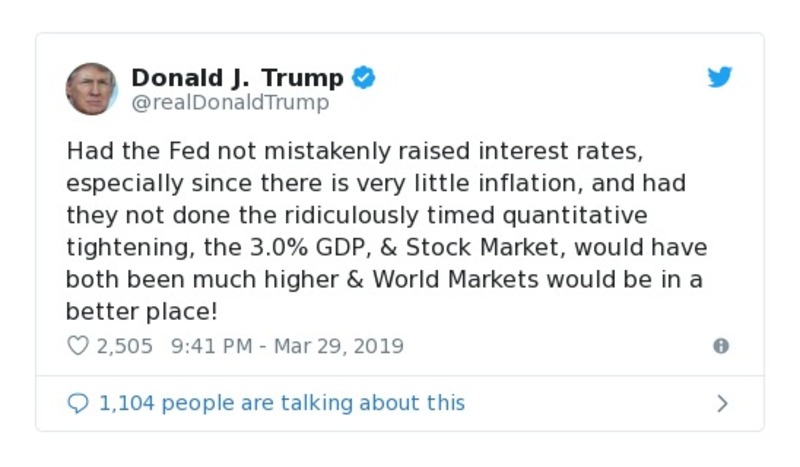 Donald J. Trump
@realDonaldTrump
Had the Fed not mistakenly raised interest rates,
especially since there is very little inflation, and had
they not done the ridiculously timed quantitative
tightening, the 3.0% GDP, & Stock Market, would have
both been much higher & World Markets would be in a
better place!
2,505 9:41 PM - Mar 29, 2019
1,104 people are talking about this